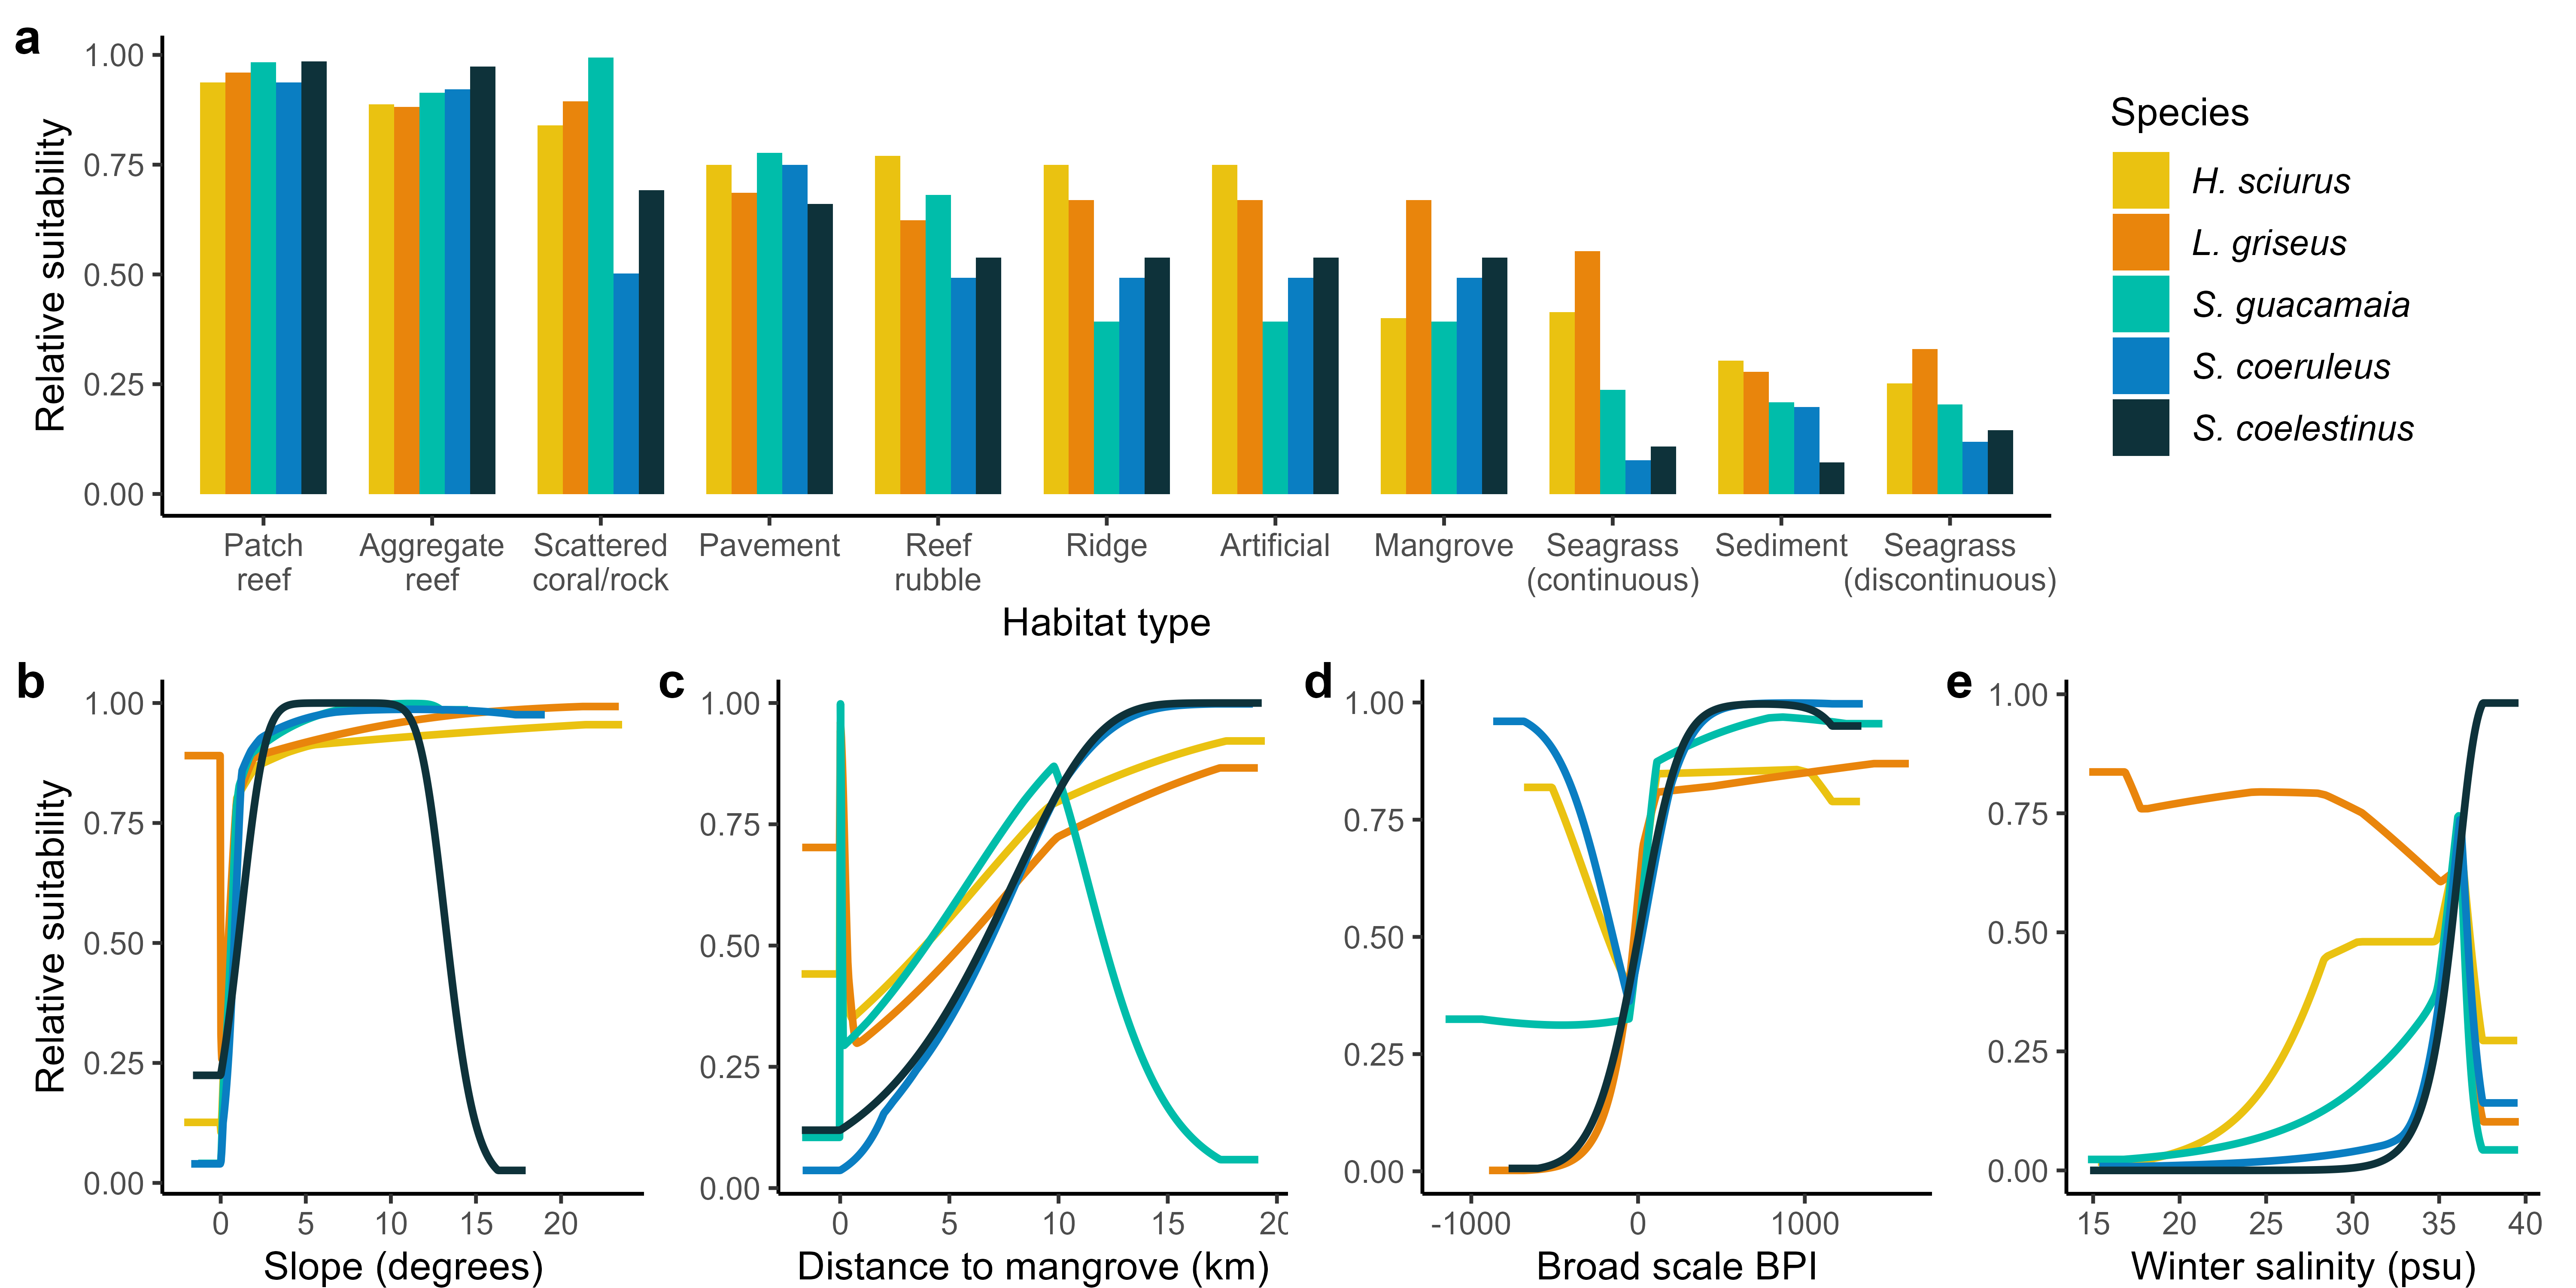 a
Relative suitability
1.00
0.75
0.50
0.25
0.00
Patch reef
Aggregate reef
Scattered coral/rock
Pavement
Reef rubble
Ridge
Artificial
Mangrove
Seagrass (continuous)
Sediment
Seagrass (discontinuous)
Habitat type
Species
H. sciurus
L. griseus
S. guacamaia
S. coeruleus
S. coelestinus
b
Relative suitability
1.00
0.75
0.50
0.25
0.00
0 5 10 15 20
Slope (degrees)
c
1.00
0.75
0.50
0.25
0.00
0 5 10 15 20
Distance to mangrove (km)
d
1.00
0.75
0.50
0.25
0.00
-1000 0 1000
Broad scale BPI
e
1.00
0.75
0.50
0.25
0.00
15 20 25 30 35 40
Winter salinity (psu)